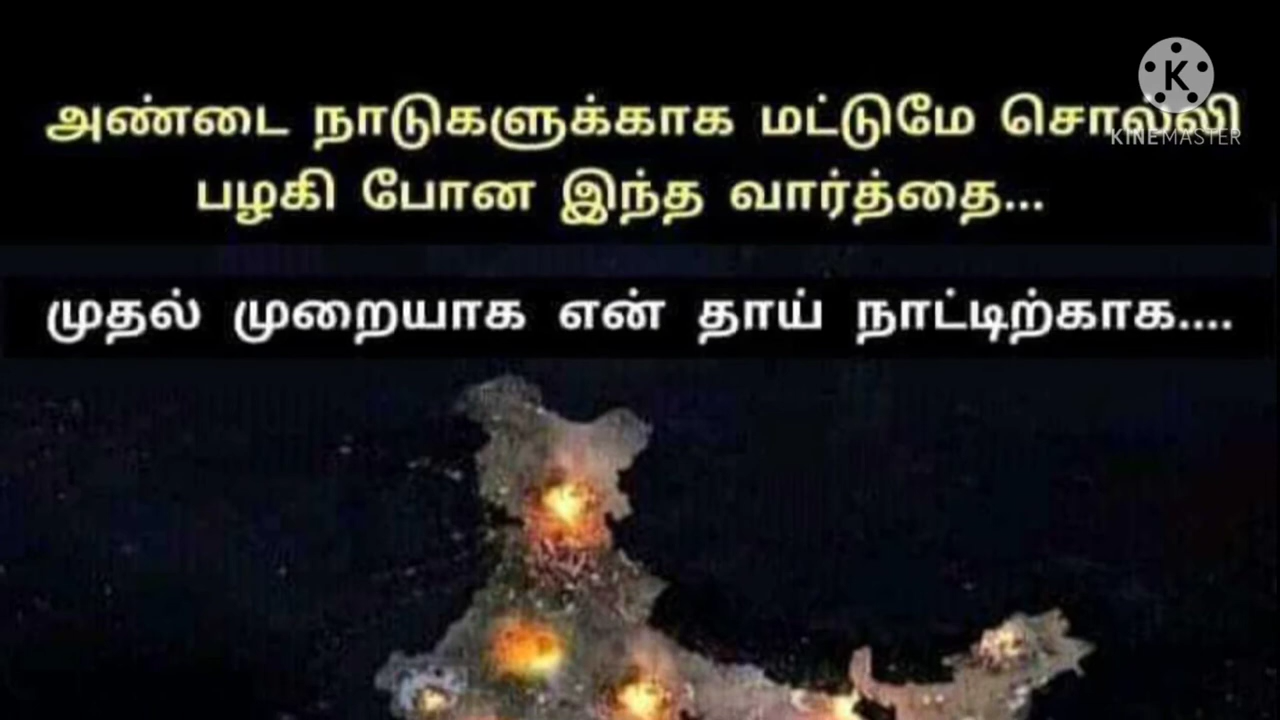 அண்டை நாடுகளுக்காக மட்டுமே சொல்லி
பழகி போன இந்த வார்த்தை...
முதல் முறையாக என் தாய் நாட்டிற்காக....
K
KINEMASTER